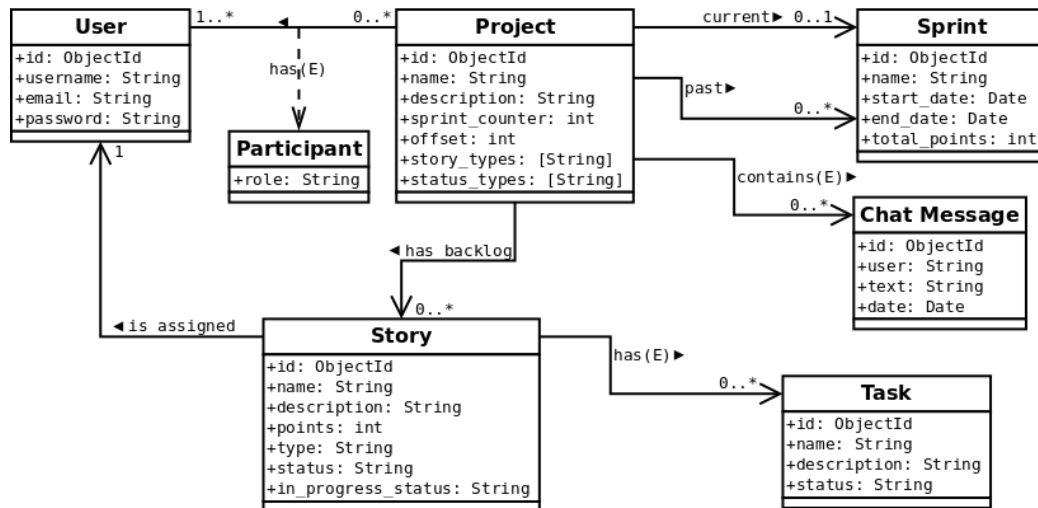 User
+id: ObjectId
+username: String
+email: String
+password: String
1..*
◄
0..*
has(E)
Participant
+role: String
Project
+id: ObjectId
+name: String
+description: String
+sprint_counter: int
+offset: int
+story_types: [String]
+status_types: [String]
current►
0..1
past►
0..*
Sprint
+id: ObjectId
+name: String
+start_date: Date
+end_date: Date
+total_points: int
contains(E)►
0..*
Chat Message
+id: ObjectId
+user: String
+text: String
+date: Date
◄has backlog
0..*
1
◄is assigned
Story
+id: ObjectId
+name: String
+description: String
+points: int
+type: String
+status: String
+in_progress_status: String
has(E)►
0..*
Task
+id: ObjectId
+name: String
+description: String
+status: String